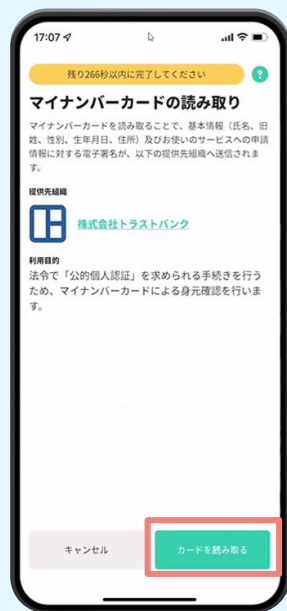 17:07
残り266秒以内に完了してください
?
マイナンバーカードの読み取り
マイナンバーカードを読み取ることで、基本情報（氏名、旧
姓、性別、生年月日、住所）及びお使いのサービスへの申請
情報に対する電子署名が、以下の提供先組織へ送信されま
す。
提供先組織
株式会社トラストバンク
利用目的
法令で「公的個人認証」を求められる手続きを行う
ため、マイナンバーカードによる身元確認を行いま
す。
キャンセル
カードを読み取る